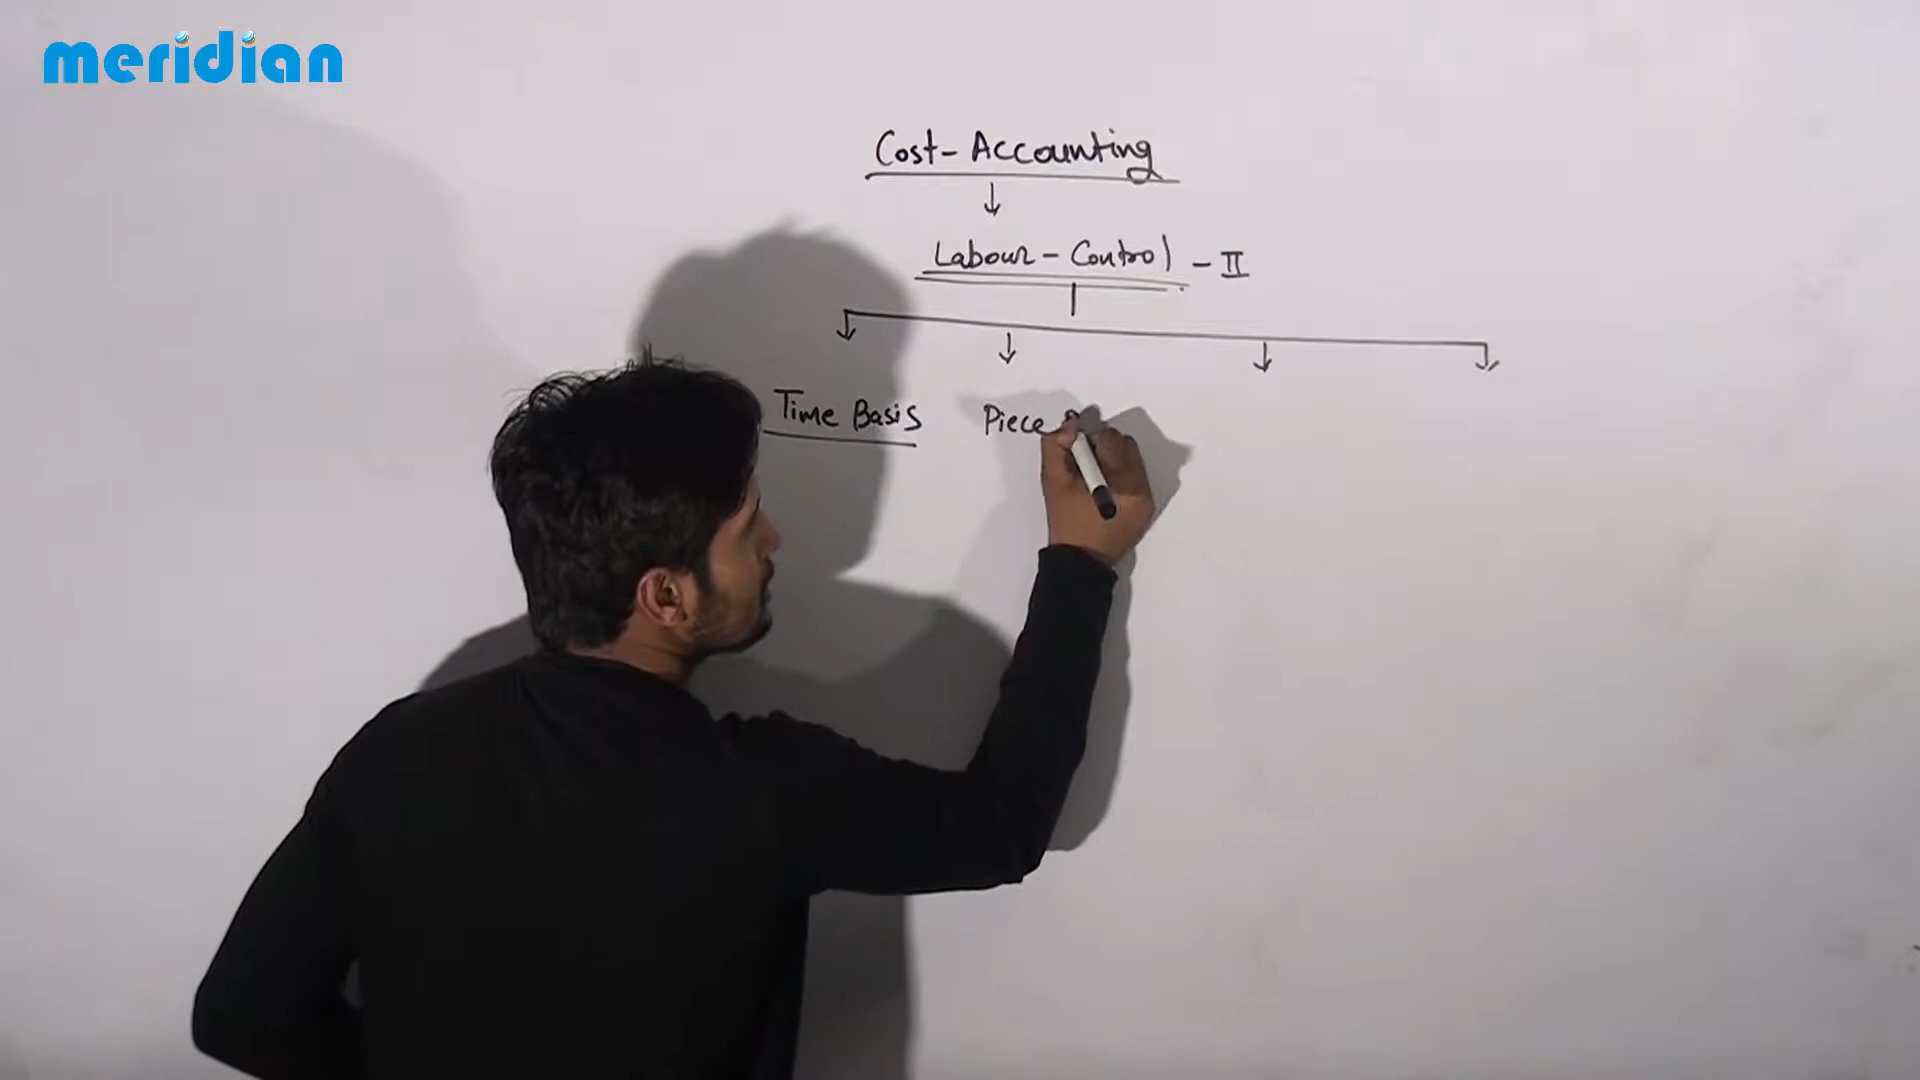 meridian
Cost-Accounting
Labour-Control - II
Time Basis Piece